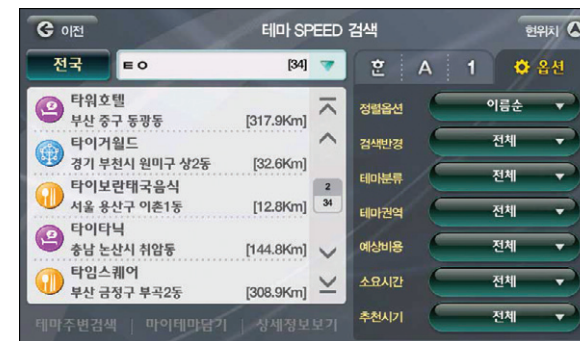 이전
테마 SPEED 검색
현위치
전국
ㅌㅇ
[34]
혼
A
1
옵션
타워호텔
부산 중구 동광동
[317.9Km]
타이거월드
경기 부천시 원미구 상2동
[32.6Km]
타이보란태국음식
서울 용산구 이촌1동
[12.8Km]
타이타닉
충남 논산시 취암동
[144.8Km]
타임스퀘어
부산 금정구 부곡2동
[308.9Km]
2
34
정렬옵션
이름순
검색반경
전체
테마분류
전체
테마권역
전체
예상비용
전체
소요시간
전체
추천시기
전체
테마주변검색
마이테마담기
상세정보보기